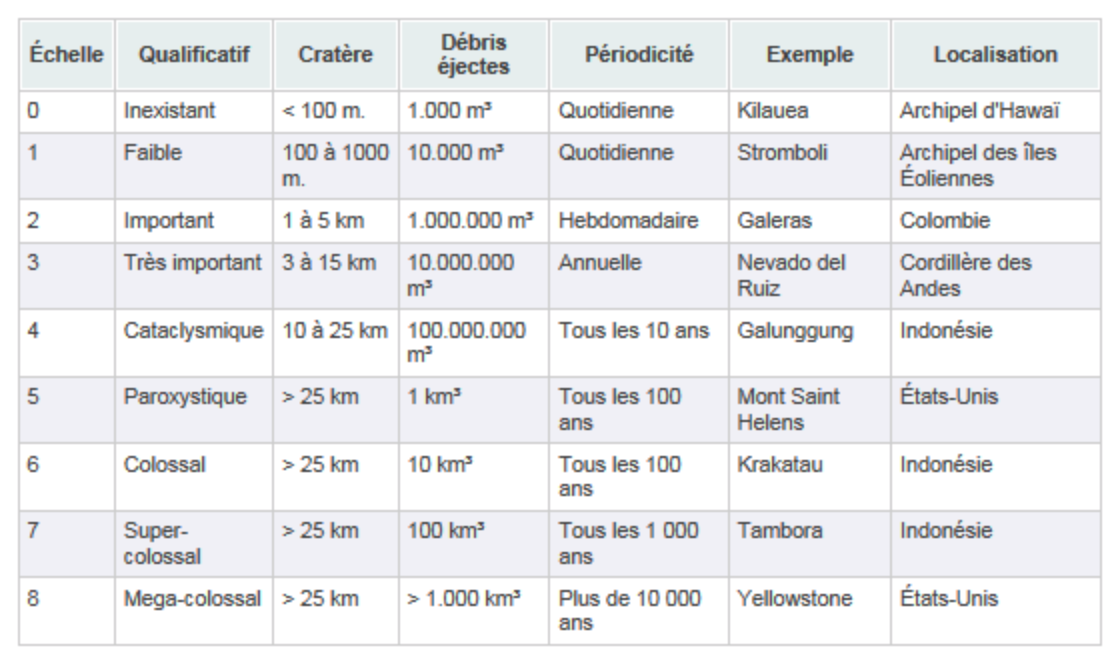 Échelle Qualificatif Cratère Débris éjectes Périodicité Exemple Localisation
0 Inexistant < 100 m. 1.000 m³ Quotidienne Kilauea Archipel d'Hawaï
1 Faible 100 à 1000 m. 10.000 m³ Quotidienne Stromboli Archipel des îles Éoliennes
2 Important 1 à 5 km 1.000.000 m³ Hebdomadaire Galeras Colombie
3 Très important 3 à 15 km 10.000.000 m³ Annuelle Nevado del Ruiz Cordillère des Andes
4 Cataclysmique 10 à 25 km 100.000.000 m³ Tous les 10 ans Galunggung Indonésie
5 Paroxystique > 25 km 1 km³ Tous les 100 ans Mont Saint Helens États-Unis
6 Colossal > 25 km 10 km³ Tous les 100 ans Krakatau Indonésie
7 Super-colossal > 25 km 100 km³ Tous les 1 000 ans Tambora Indonésie
8 Mega-colossal > 25 km > 1.000 km³ Plus de 10 000 ans Yellowstone États-Unis